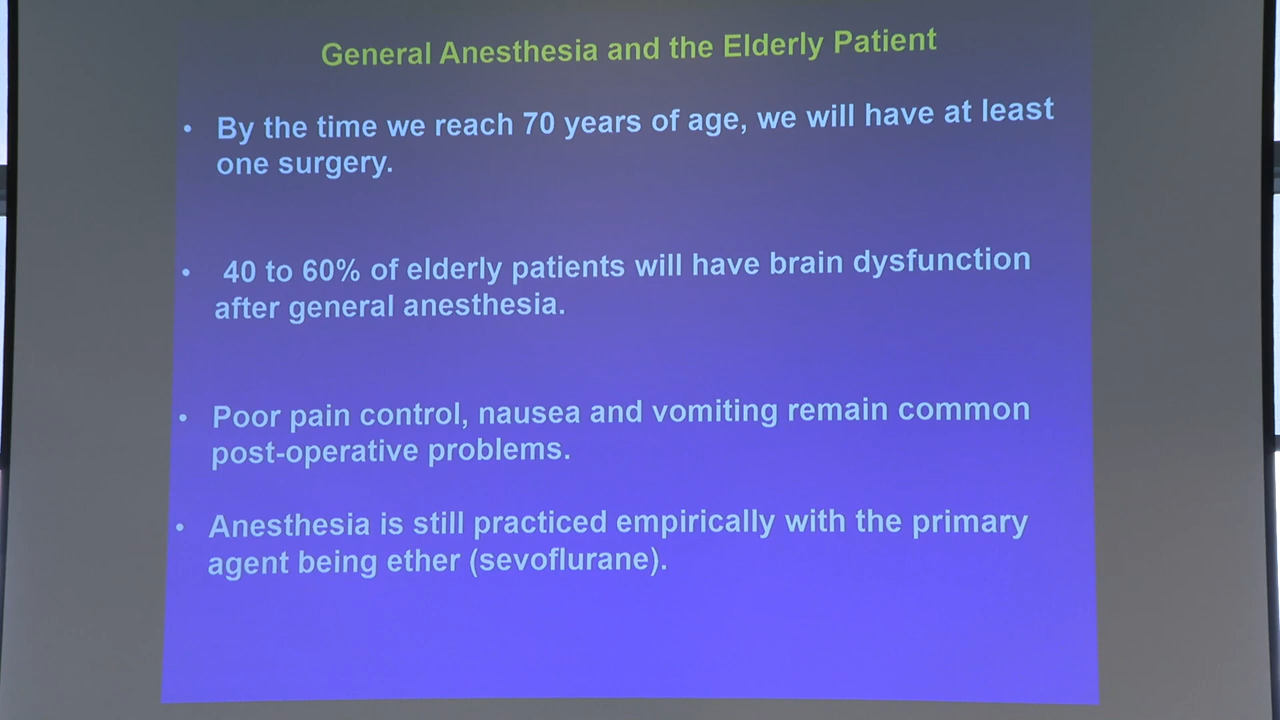 General Anesthesia and the Elderly Patient
• By the time we reach 70 years of age, we will have at least
one surgery.
• 40 to 60% of elderly patients will have brain dysfunction
after general anesthesia.
• Poor pain control, nausea and vomiting remain common
post-operative problems.
• Anesthesia is still practiced empirically with the primary
agent being ether (sevoflurane).